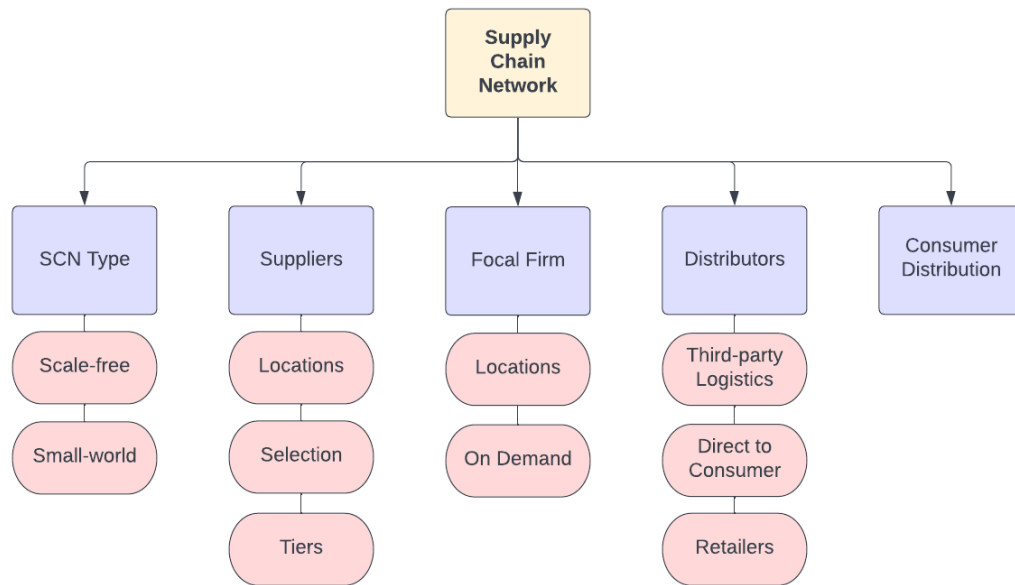 Supply
Chain
Network
SCN Type
Suppliers
Focal Firm
Distributors
Consumer
Distribution
Scale-free
Locations
Locations
Third-party
Logistics
Small-world
Selection
On Demand
Direct to
Consumer
Tiers
Retailers